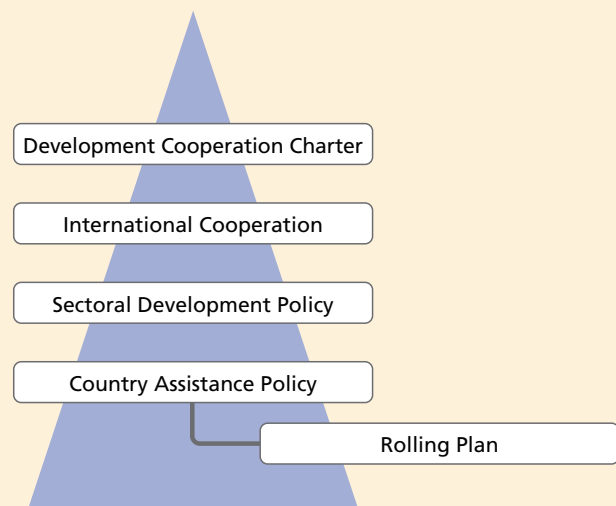 Development Cooperation Charter
International Cooperation
Sectoral Development Policy
Country Assistance Policy
Rolling Plan